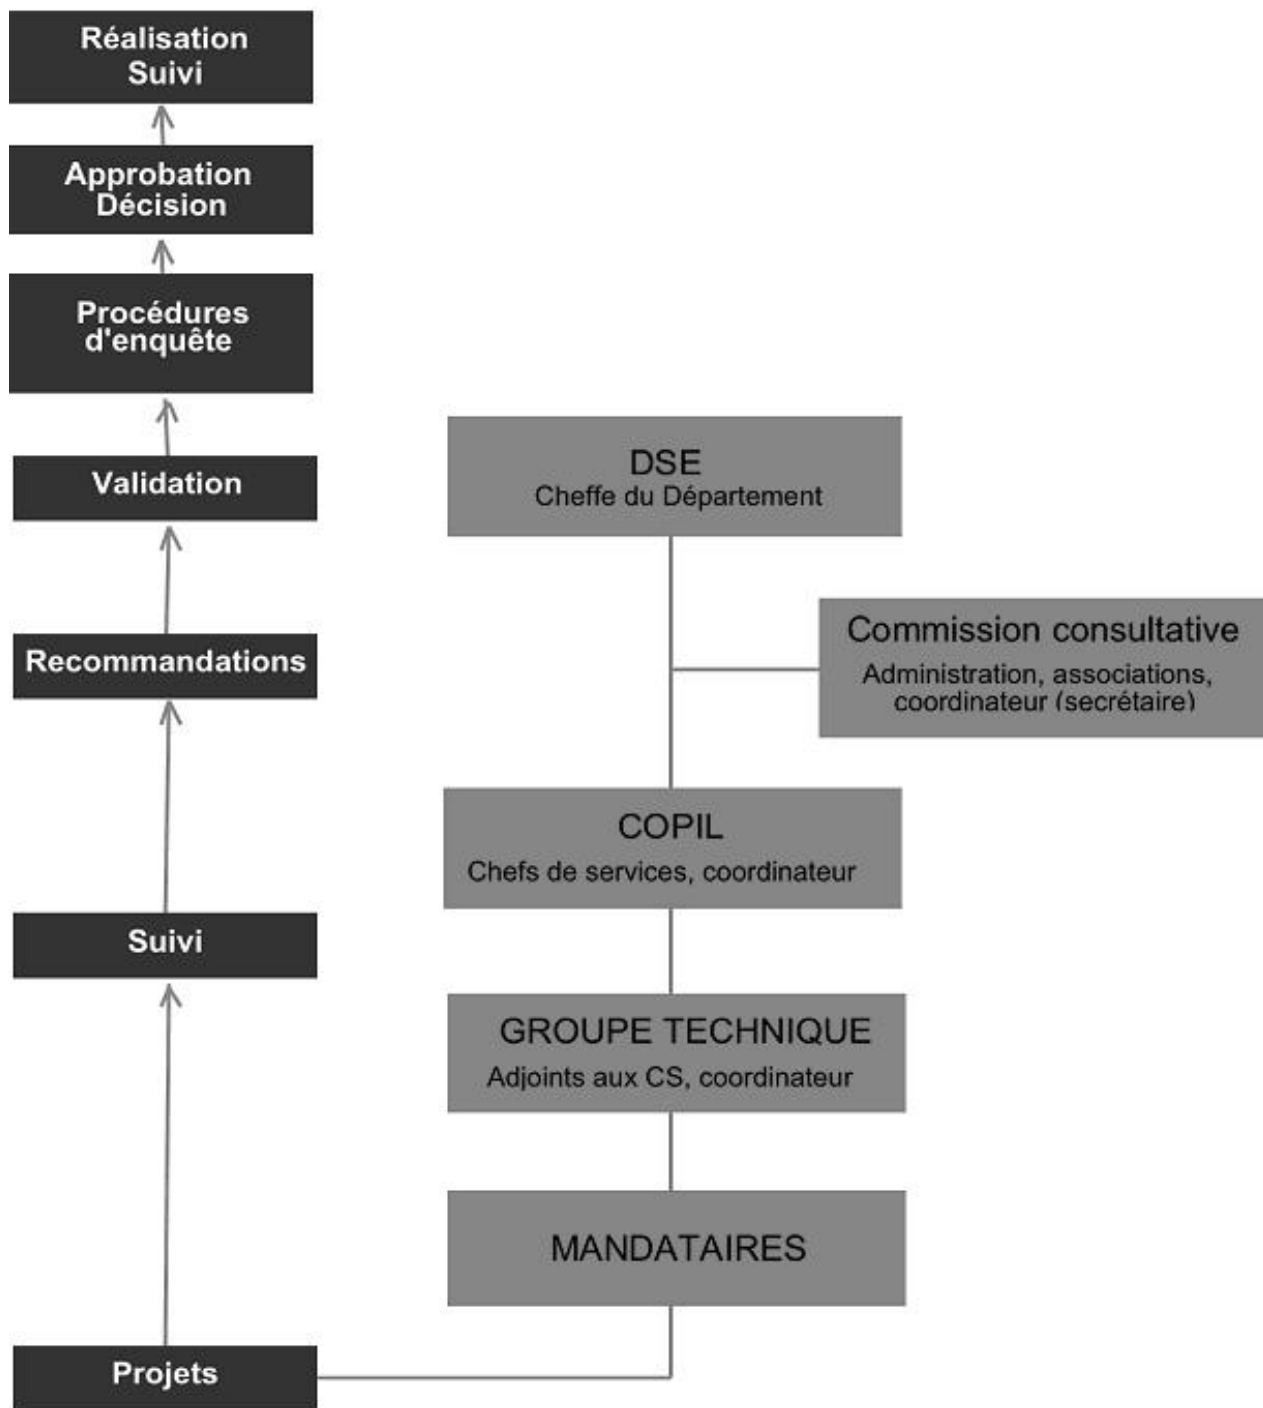 Réalisation
Suivi
Approbation
Décision
Procédures
d'enquête
Validation
Recommandations
Suivi
Projets
DSE
Cheffe du Département
Commission consultative
Administration, associations,
coordinateur (secrétaire)
COPIL
Chefs de services, coordinateur
GROUPE TECHNIQUE
Adjoints aux CS, coordinateur
MANDATAIRES